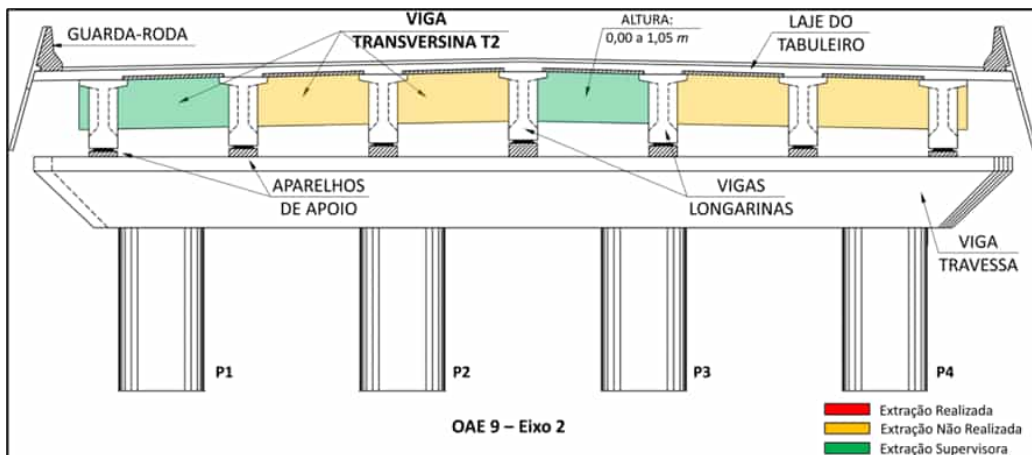 GUARDA-RODA
VIGA
TRANSVERSINA T2
ALTURA:
0,00 a 1,05 m
LAJE DO
TABULEIRO
APARELHOS
DE APOIO
VIGAS
LONGARINAS
VIGA
TRAVESSA
P1
P2
P3
P4
OAE 9 – Eixo 2
Extração Realizada
Extração Não Realizada
Extração Supervisora